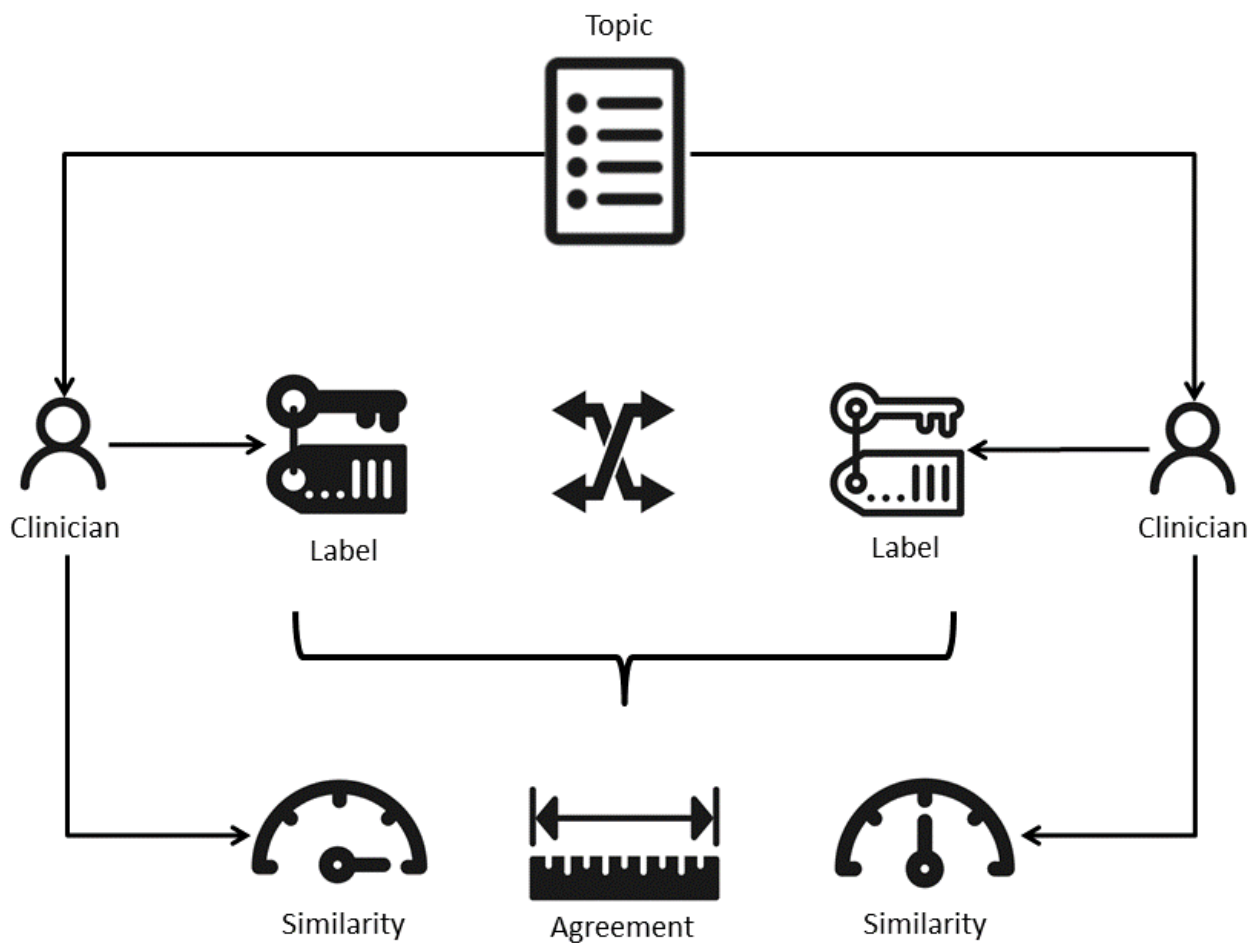 Topic
Clinician
Label
Label
Clinician
Similarity
Agreement
Similarity